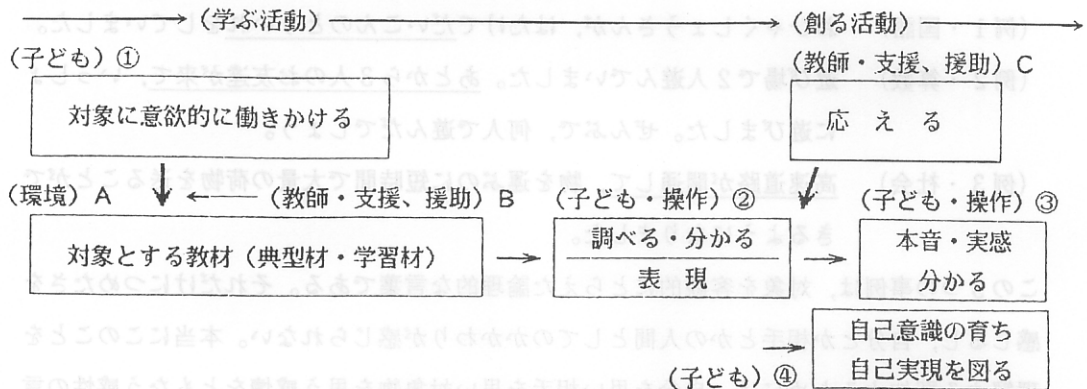 (学ぶ活動)
(創る活動)
(子ども) ①
(教師・支援、援助) C
対象に意欲的に働きかける
応える
(環境) A
(教師・支援、援助) B
(子ども・操作) ②
(子ども・操作) ③
対象とする教材(典型材・学習材)
調べる・分かる
表現
本音・実感
分かる
自己意識の育ち
自己実現を図る
(子ども) ④